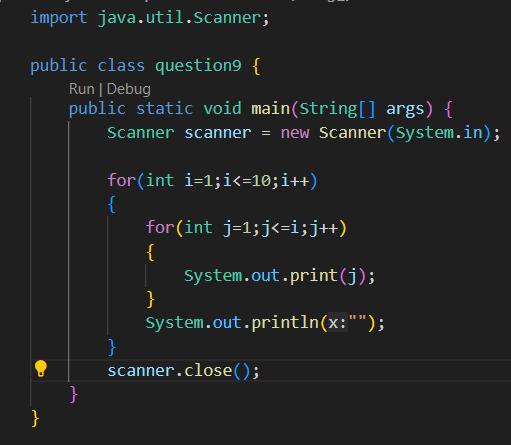 import java.util.Scanner;
public class question9 {
Run | Debug
public static void main(String[] args) {
Scanner scanner = new Scanner(System.in);
for(int i=1;i<=10;i++)
{
for(int j=1;j<=i;j++)
{
System.out.print(j);
}
System.out.println(x:"");
}
scanner.close();
}
}